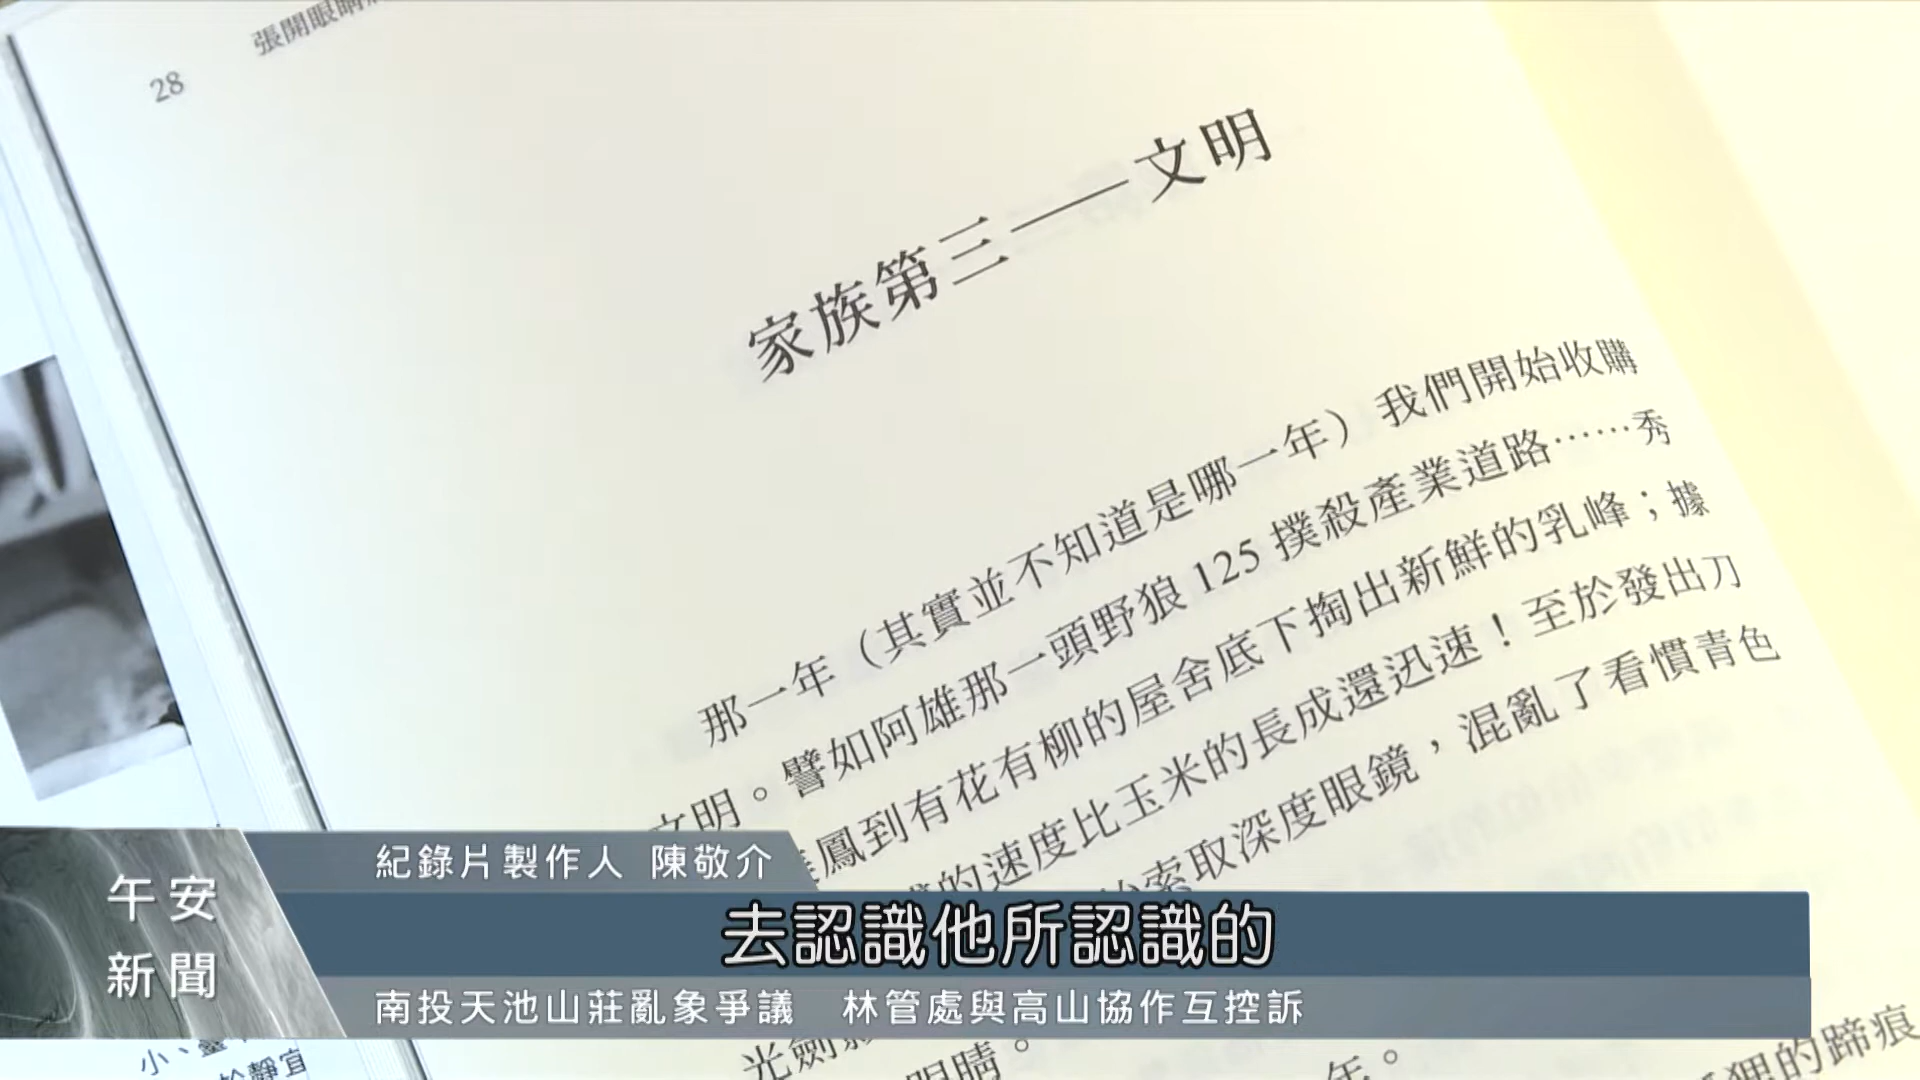 28
張開眼睛
家族第三——文明
那一年（其實並不知道是哪一年）我們開始收購
文明。譬如阿雄那一頭野狼125撲殺產業道路……秀
鳳到有花有柳的屋舍底下掏出新鮮的乳峰；據
的速度比玉米的長成還迅速！至於發出刀
索取深度眼鏡，混亂了看慣青色
光劍
眼睛。
年。
狸的蹄痕
小、
於靜宜
紀錄片製作人 陳敬介
午安
新聞
去認識他所認識的
南投天池山莊亂象爭議 林管處與高山協作互控訴